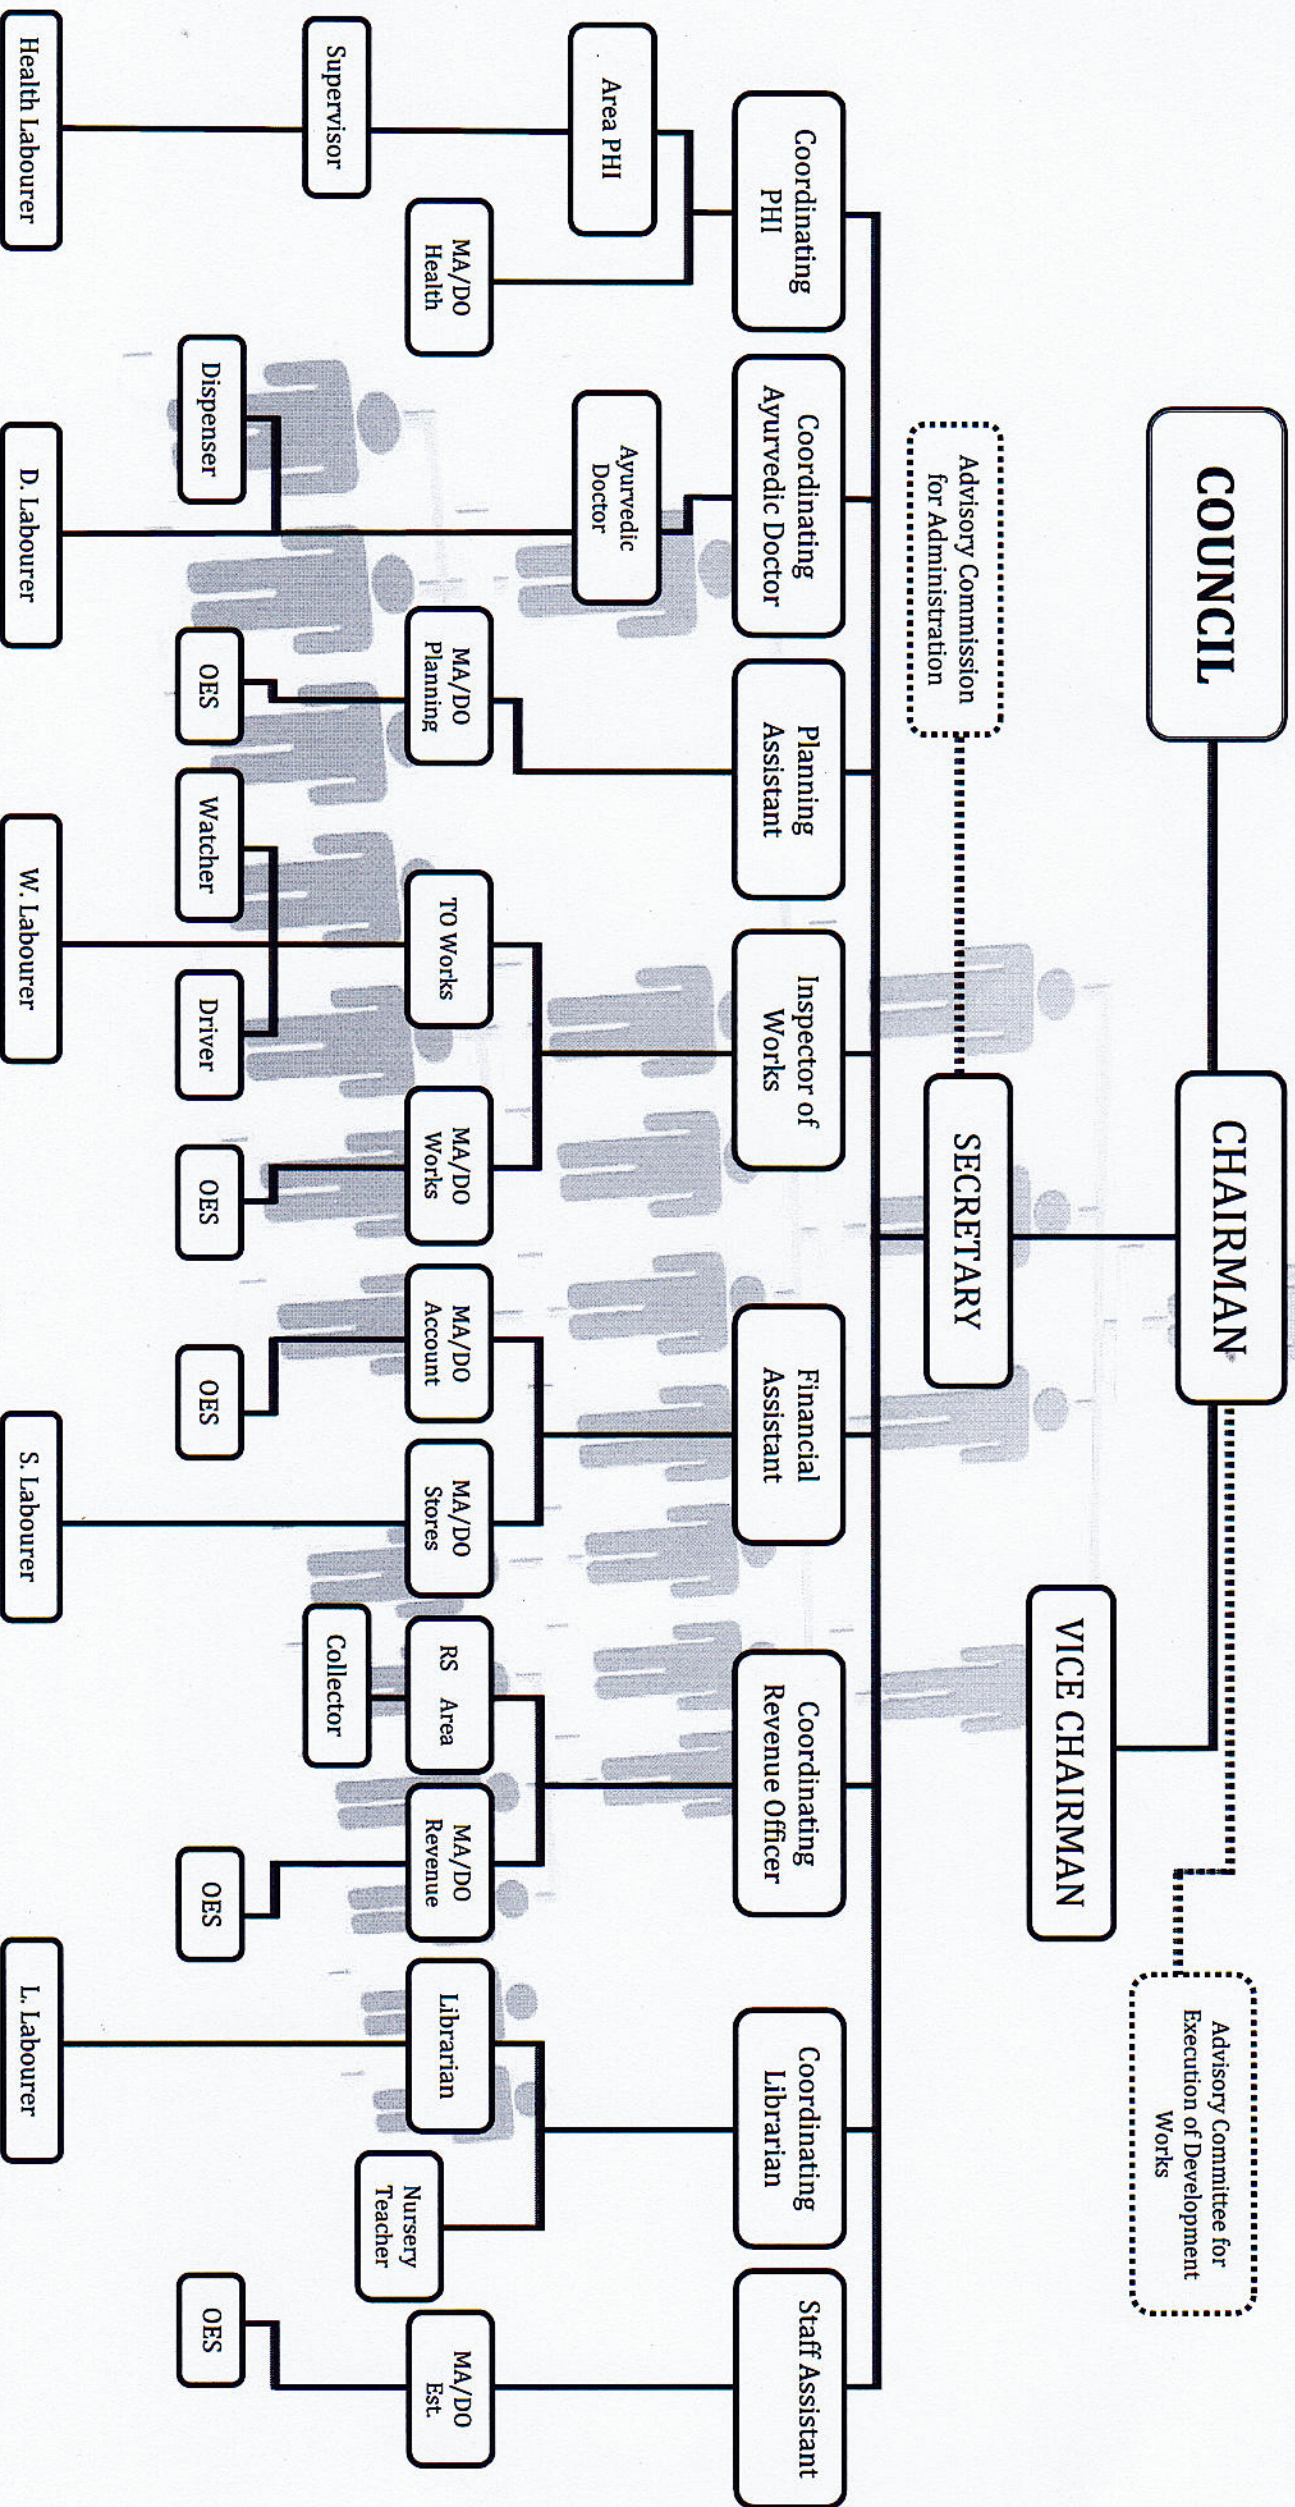 COUNCIL
CHAIRMAN
Advisory Committee for
Execution of Development
Works
VICE CHAIRMAN
Advisory Commission
for Administration
SECRETARY
Coordinating
PHI
Coordinating
Ayurvedic Doctor
Planning
Assistant
Inspector of
Works
Financial
Assistant
Coordinating
Revenue Officer
Coordinating
Librarian
Staff Assistant
Area PHI
Ayurvedic
Doctor
MA/DO
Health
MA/DO
Planning
TO Works
MA/DO
Works
MA/DO
Account
MA/DO
Stores
RS Area
MA/DO
Revenue
Librarian
Nursery
Teacher
MA/DO
Est.
Supervisor
Collector
Dispenser
OES
Watcher
Driver
OES
OES
OES
OES
Health Labourer
D. Labourer
W. Labourer
S. Labourer
L. Labourer